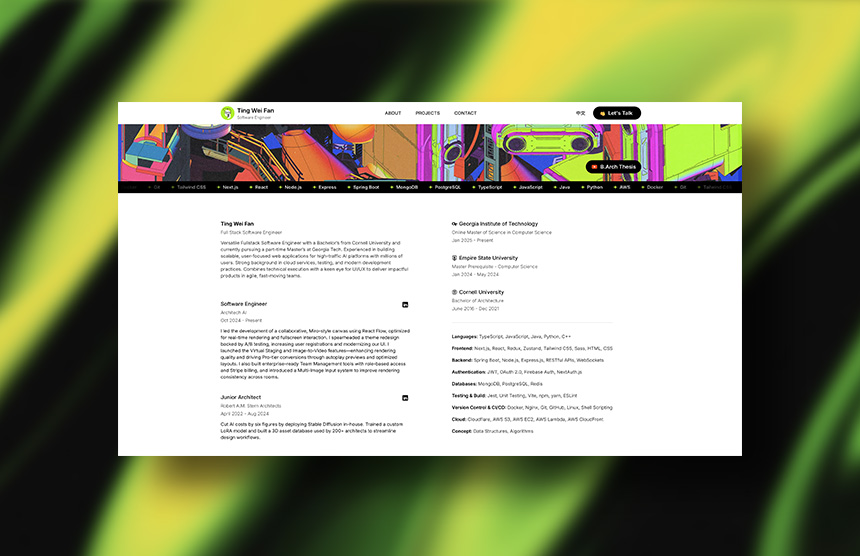 Ting Wei Fan
Software Engineer
ABOUT
PROJECTS
CONTACT
中文
Let's Talk
B.Arch Thesis
Git
Tailwind CSS
Next.js
React
Node.js
Express
Spring Boot
MongoDB
PostgreSQL
TypeScript
JavaScript
Java
Python
AWS
Docker
Git
Tailwind CSS
Ting Wei Fan
Full Stack Software Engineer
Versatile Fullstack Software Engineer with a Bachelor's from Cornell University and
currently pursuing a part-time Master's at Georgia Tech. Experienced in building
scalable, user-focused web applications for high-traffic AI platforms with millions of
users. Strong background in cloud services, testing, and modern development
practices. Combines technical execution with a keen eye for UI/UX to deliver impactful
products in agile, fast-moving teams.
Software Engineer
Architech AI
Oct 2024 - Present
I led the development of a collaborative, Miro-style canvas using React Flow, optimized
for real-time rendering and fullscreen interaction. I spearheaded a theme redesign
backed by A/B testing, increasing user registrations and modernizing our UI. I
launched the Virtual Staging and Image-to-Video features—enhancing rendering
quality and driving Pro-tier conversions through autoplay previews and optimized
layouts. I also built enterprise-ready Team Management tools with role-based access
and Stripe billing, and introduced a Multi-Image Input system to improve rendering
consistency across rooms.
Junior Architect
Robert A.M. Stern Architects
April 2022 - Aug 2024
Cut AI costs by six figures by deploying Stable Diffusion in-house. Trained a custom
LoRA model and built a 3D asset database used by 200+ architects to streamline
design workflows.
Georgia Institute of Technology
Online Master of Science in Computer Science
Jan 2025 - Present
Empire State University
Master Prerequisite - Computer Science
Jan 2024 - May 2024
Cornell University
Bachelor of Architecture
June 2016 - Dec 2021
Languages: TypeScript, JavaScript, Java, Python, C++
Frontend: Next.js, React, Redux, Zustand, Tailwind CSS, Sass, HTML, CSS
Backend: Spring Boot, Node.js, Express.js, RESTful APIs, WebSockets
Authentication: JWT, OAuth 2.0, Firebase Auth, NextAuth.js
Databases: MongoDB, PostgreSQL, Redis
Testing & Build: Jest, Unit Testing, Vite, npm, yarn, ESLint
Version Control & CI/CD: Docker, Nginx, Git, GitHub, Linux, Shell Scripting
Cloud: CloudFlare, AWS S3, AWS EC2, AWS Lambda, AWS CloudFront
Concept: Data Structures, Algorithms